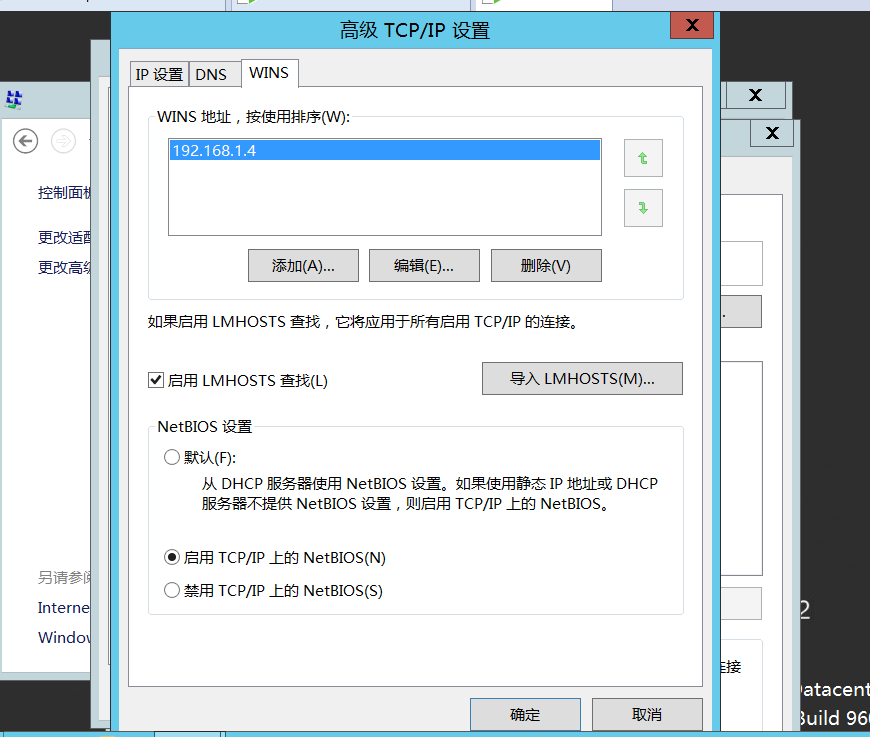 高级 TCP/IP 设置
IP 设置
DNS
WINS
WINS 地址，按使用排序(W):
192.168.1.4
添加(A)...
编辑(E)...
删除(V)
如果启用 LMHOSTS 查找，它将应用于所有启用 TCP/IP 的连接。
启用 LMHOSTS 查找(L)
导入 LMHOSTS(M)...
NetBIOS 设置
默认(F):
从 DHCP 服务器使用 NetBIOS 设置。如果使用静态 IP 地址或 DHCP
服务器不提供 NetBIOS 设置，则启用 TCP/IP 上的 NetBIOS。
启用 TCP/IP 上的 NetBIOS(N)
禁用 TCP/IP 上的 NetBIOS(S)
确定
取消
控制面板
更改适配
更改高级
另请参阅
Interne
Window
2
连接
Datacent
Build 960